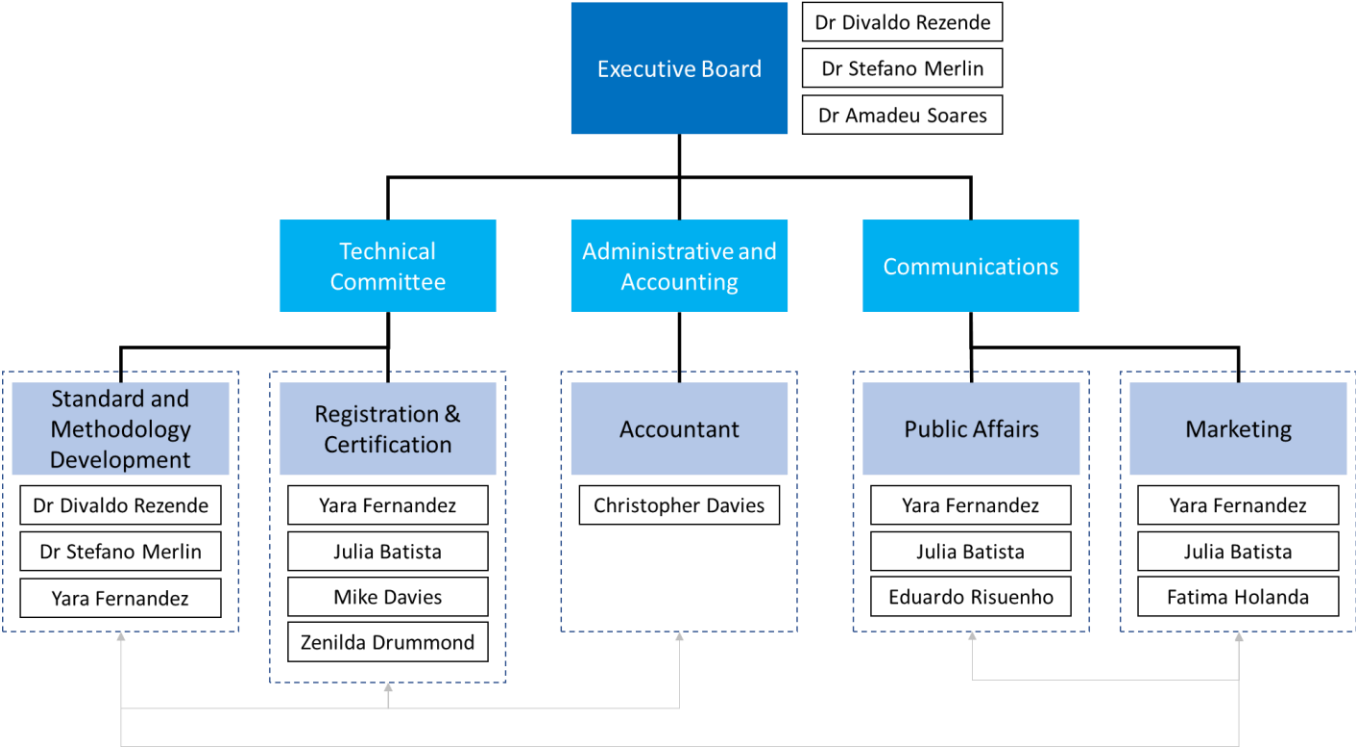 Executive Board
Dr Divaldo Rezende
Dr Stefano Merlin
Dr Amadeu Soares
Technical
Committee
Administrative and
Accounting
Communications
Standard and
Methodology
Development
Dr Divaldo Rezende
Dr Stefano Merlin
Yara Fernandez
Registration &
Certification
Yara Fernandez
Julia Batista
Mike Davies
Zenilda Drummond
Accountant
Christopher Davies
Public Affairs
Yara Fernandez
Julia Batista
Eduardo Risuenho
Marketing
Yara Fernandez
Julia Batista
Fatima Holanda